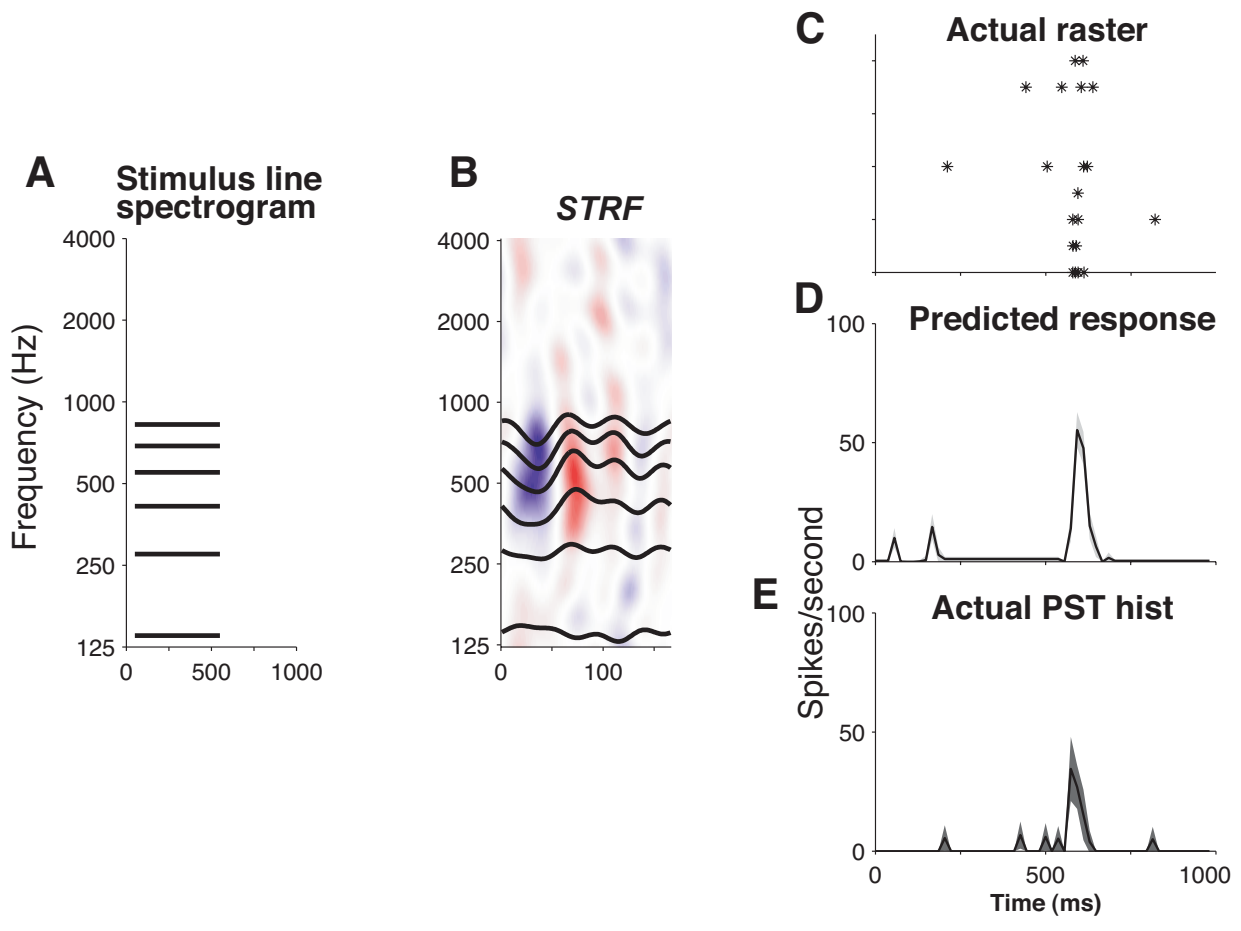 A
Stimulus line
spectrogram
Frequency (Hz)
4000
2000
1000
500
250
125
0 500 1000
B
STRF
4000
2000
1000
500
250
125
0 100
C
Actual raster
D
Predicted response
100
50
0
Spikes/second
E
Actual PST hist
100
50
0
0 500 1000
Time (ms)